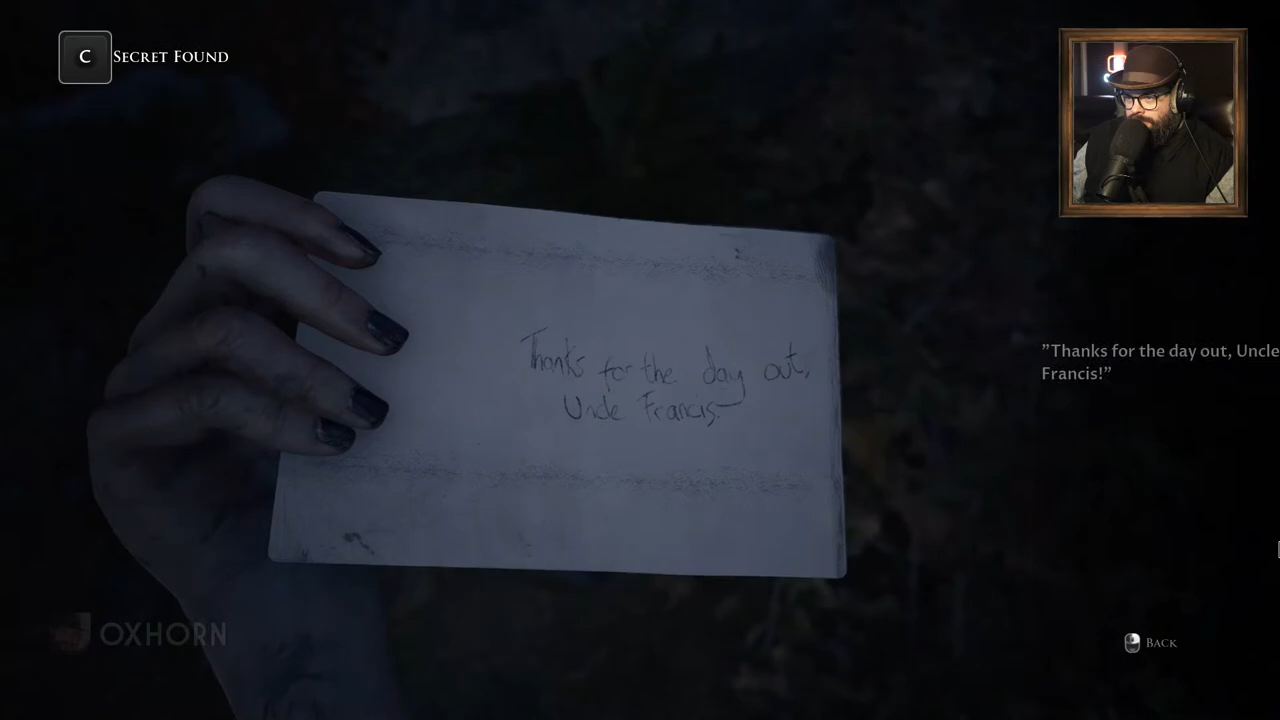 C SECRET FOUND
Thanks for the day out,
Uncle Francis
"Thanks for the day out, Uncle
Francis!"
OXHORN
BACK